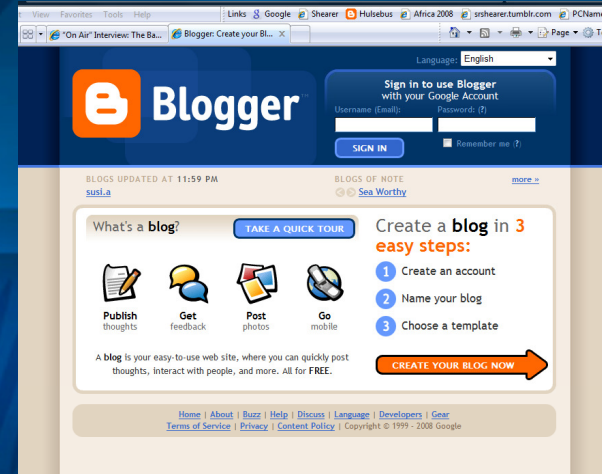 View Favorites Tools Help
Links Google Shearer Hulsebus Africa 2008 srshearer.tumblr.com PCName
"On Air" Interview: The Ba... Blogger: Create your Bl... X Page
Language: English
Blogger
Sign in to use Blogger
with your Google Account
Username (Email): Password: (?)
SIGN IN Remember me (?)
BLOGS UPDATED AT 11:59 PM BLOGS OF NOTE more »
susi.a Sea Worthy
What's a blog? TAKE A QUICK TOUR
Publish
thoughts
Get
feedback
Post
photos
Go
mobile
A blog is your easy-to-use web site, where you can quickly post
thoughts, interact with people, and more. All for FREE.
Create a blog in 3
easy steps:
1 Create an account
2 Name your blog
3 Choose a template
CREATE YOUR BLOG NOW
Home | About | Buzz | Help | Discuss | Language | Developers | Gear
Terms of Service | Privacy | Content Policy | Copyright © 1999 - 2008 Google